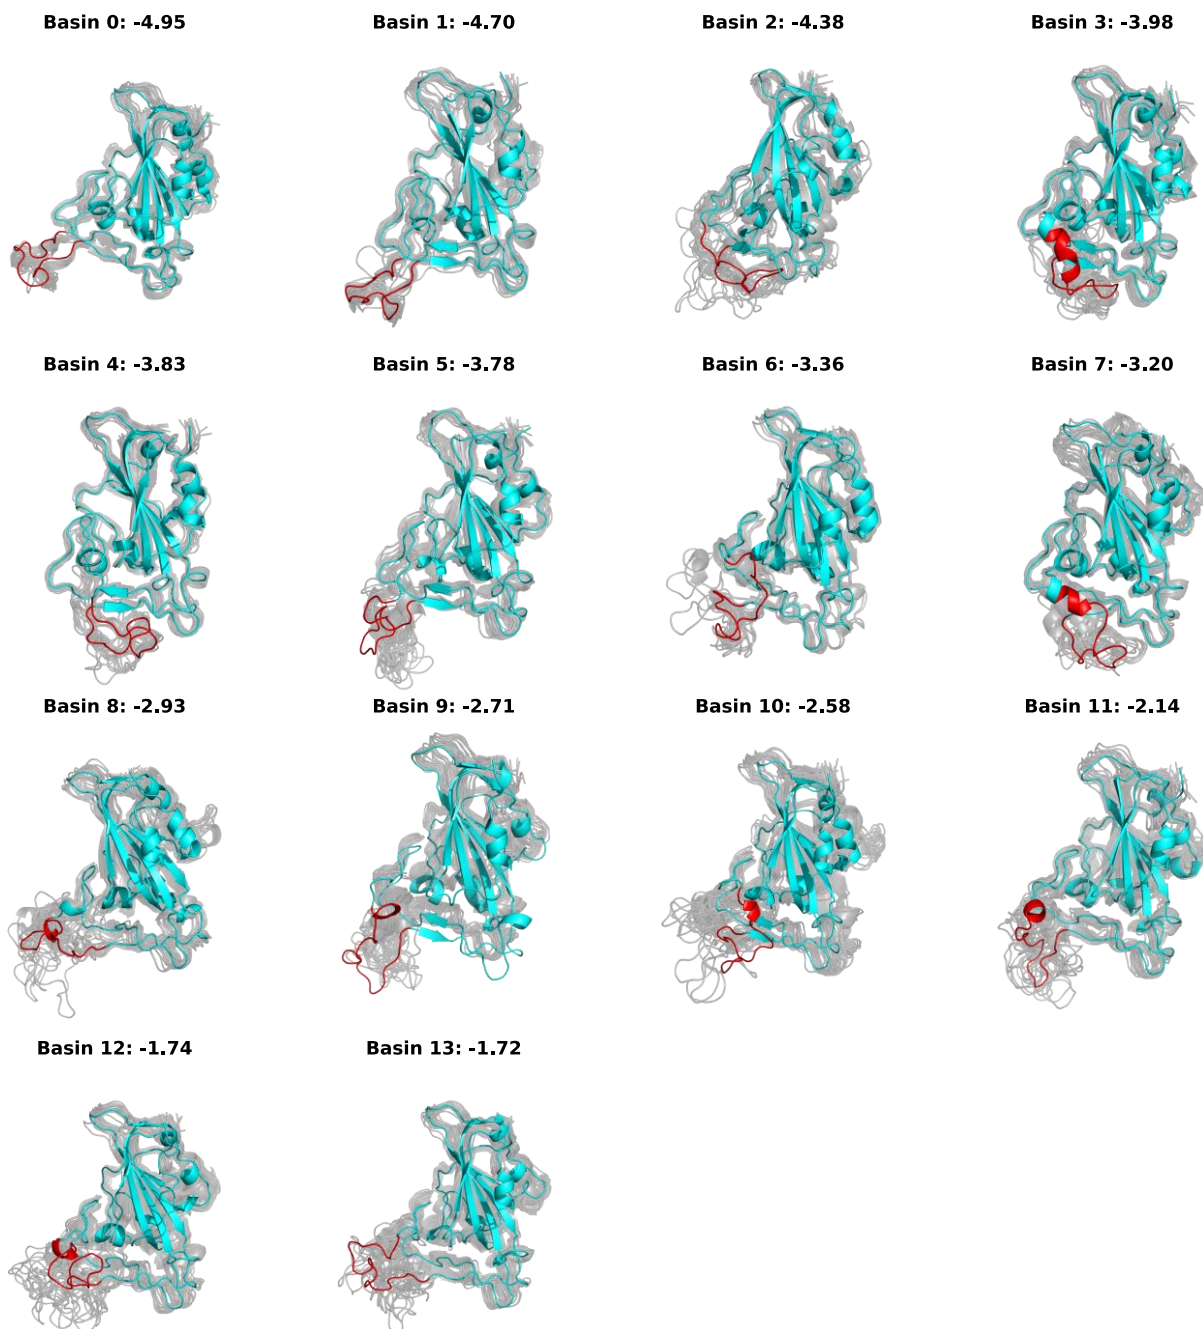 Basin 0: -4.95
Basin 1: -4.70
Basin 2: -4.38
Basin 3: -3.98
Basin 4: -3.83
Basin 5: -3.78
Basin 6: -3.36
Basin 7: -3.20
Basin 8: -2.93
Basin 9: -2.71
Basin 10: -2.58
Basin 11: -2.14
Basin 12: -1.74
Basin 13: -1.72